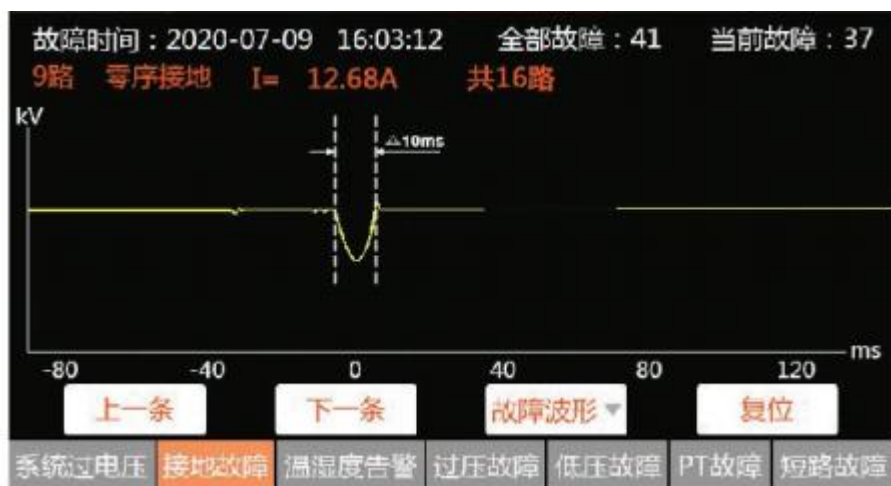 故障时间：2020-07-09 16:03:12 全部故障：41 当前故障：37
9路 零序接地 I= 12.68A 共16路
kV
△10ms
-80 -40 0 40 80 120 ms
上一条 下一条 故障波形 复位
系统过电压 接地故障 温湿度告警 过压故障 低压故障 PT故障 短路故障